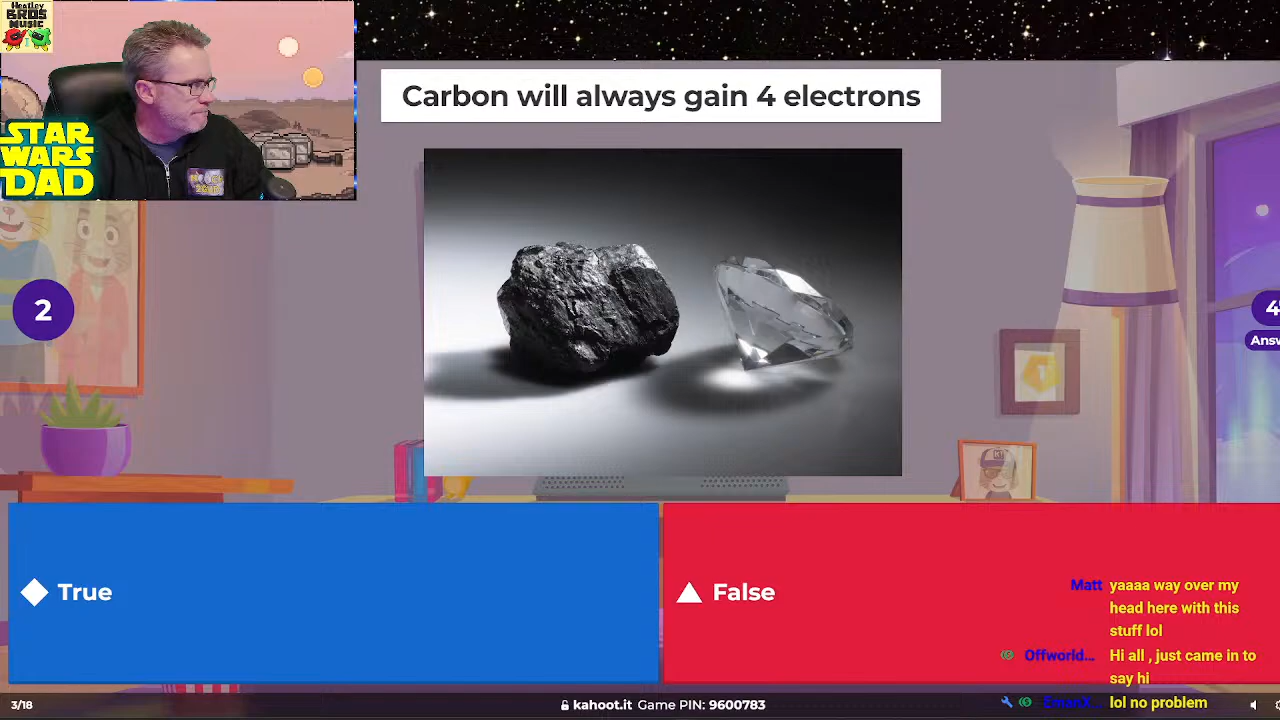 Heatley
BROS
MUSIC
STAR
WARS
DAD
Carbon will always gain 4 electrons
2
True
False
Matt yaaaa way over my
head here with this
stuff lol
Offworld... Hi all , just came in to
say hi
EmanX... lol no problem
3/18
kahoot.it Game PIN: 9600783